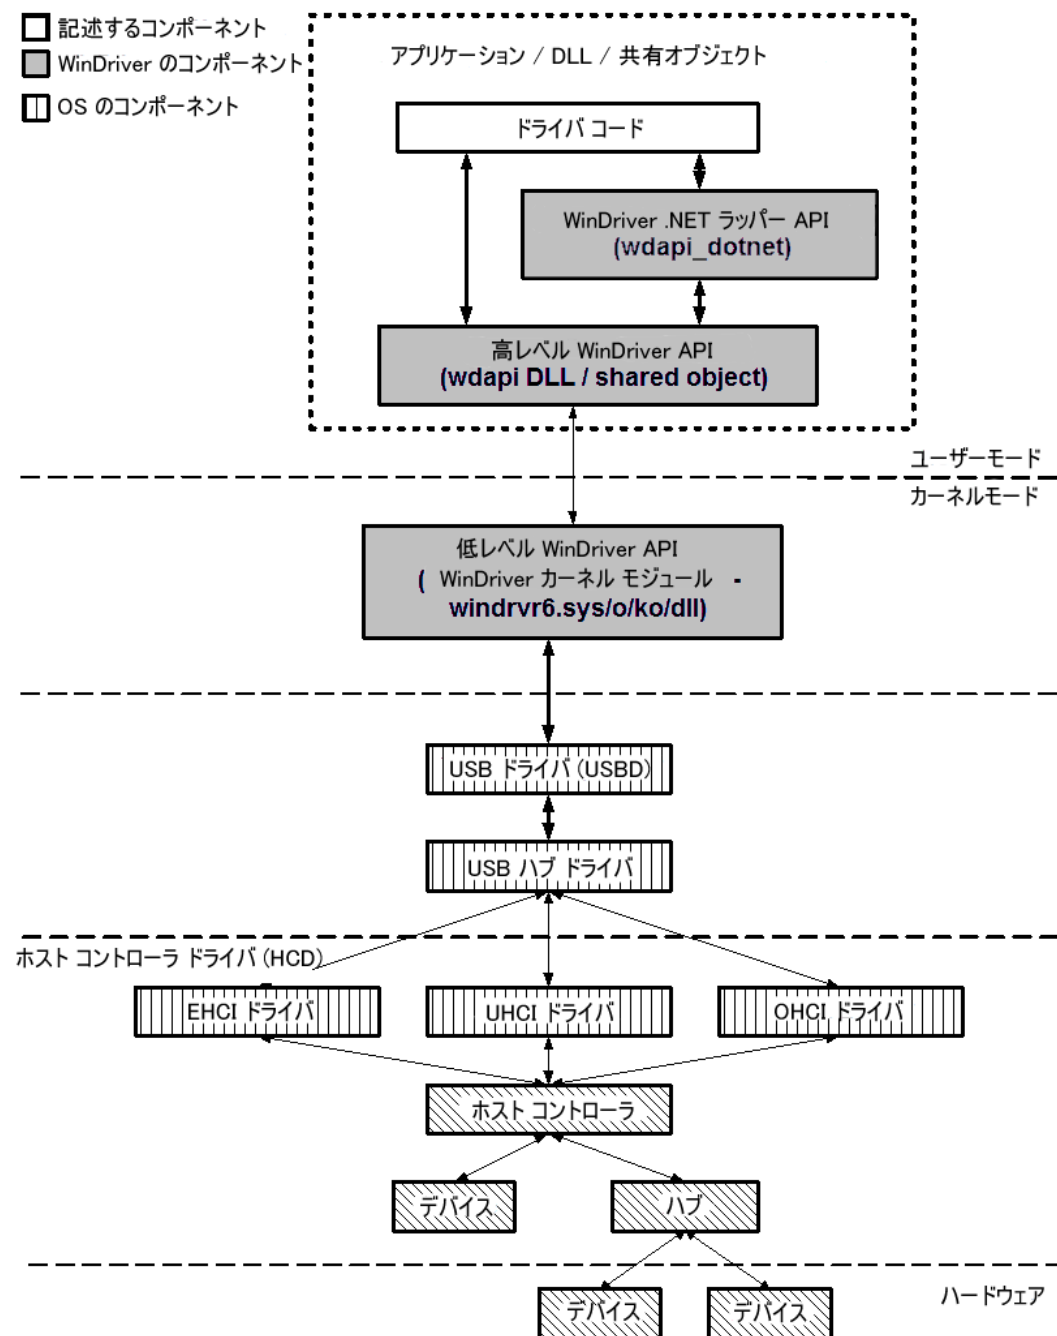 記述するコンポーネント
WinDriver のコンポーネント
OS のコンポーネント
アプリケーション / DLL / 共有オブジェクト
ドライバ コード
WinDriver .NET ラッパー API
(wdapi_dotnet)
高レベル WinDriver API
(wdapi DLL / shared object)
ユーザーモード
カーネルモード
低レベル WinDriver API
( WinDriver カーネル モジュール -
windrvr6.sys/o/ko/dll)
USB ドライバ (USBD)
USB ハブ ドライバ
ホスト コントローラ ドライバ (HCD)
EHCI ドライバ
UHCI ドライバ
OHCI ドライバ
ホスト コントローラ
デバイス
ハブ
ハードウェア
デバイス
デバイス